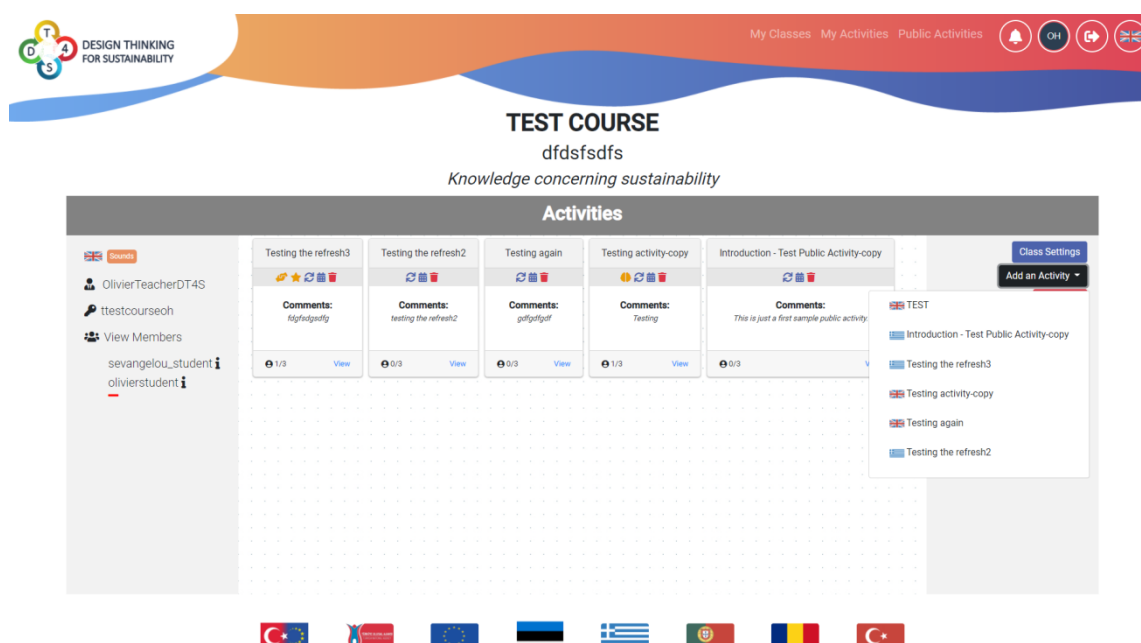 T
D 4
S
DESIGN THINKING
FOR SUSTAINABILITY
My Classes My Activities Public Activities
OH
TEST COURSE
dfdsfsdfs
Knowledge concerning sustainability
Activities
Sounds
OlivierTeacherDT4S
ttestcourseoh
View Members
sevangelou_student
olivierstudent
Testing the refresh3
Comments:
fdgfsdgsdfg
1/3 View
Testing the refresh2
Comments:
testing the refresh2
0/3 View
Testing again
Comments:
gdfgdfgdf
0/3 View
Testing activity-copy
Comments:
Testing
1/3 View
Introduction - Test Public Activity-copy
Comments:
This is just a first sample public activity.
0/3
Class Settings
Add an Activity
TEST
Introduction - Test Public Activity-copy
Testing the refresh3
Testing activity-copy
Testing again
Testing the refresh2